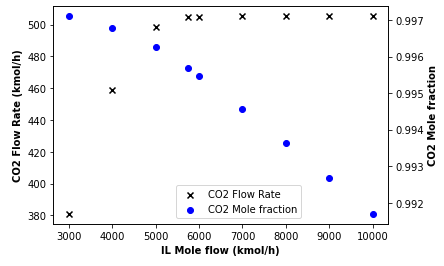 500
480
460
440
420
400
380
CO2 Flow Rate (kmol/h)
0.997
0.996
0.995
0.994
0.993
0.992
CO2 Mole fraction
CO2 Flow Rate
CO2 Mole fraction
3000 4000 5000 6000 7000 8000 9000 10000
IL Mole flow (kmol/h)